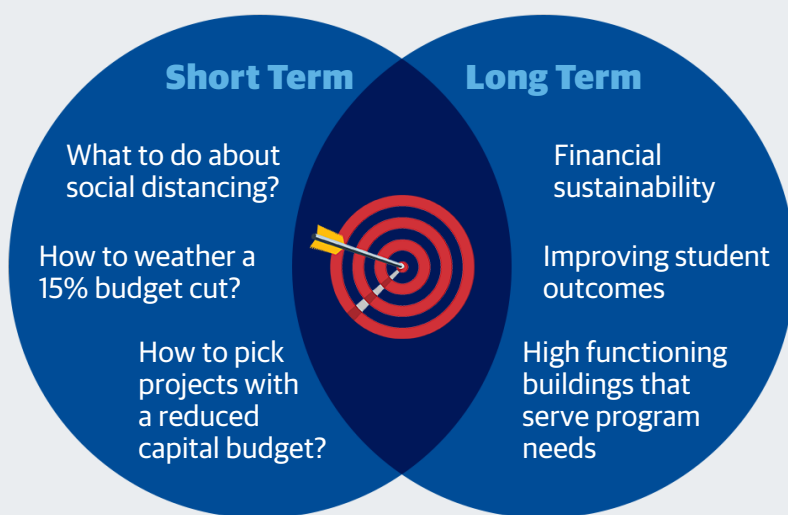 Short Term
What to do about
social distancing?
How to weather a
15% budget cut?
How to pick
projects with
a reduced
capital budget?
Long Term
Financial
sustainability
Improving student
outcomes
High functioning
buildings that
serve program
needs